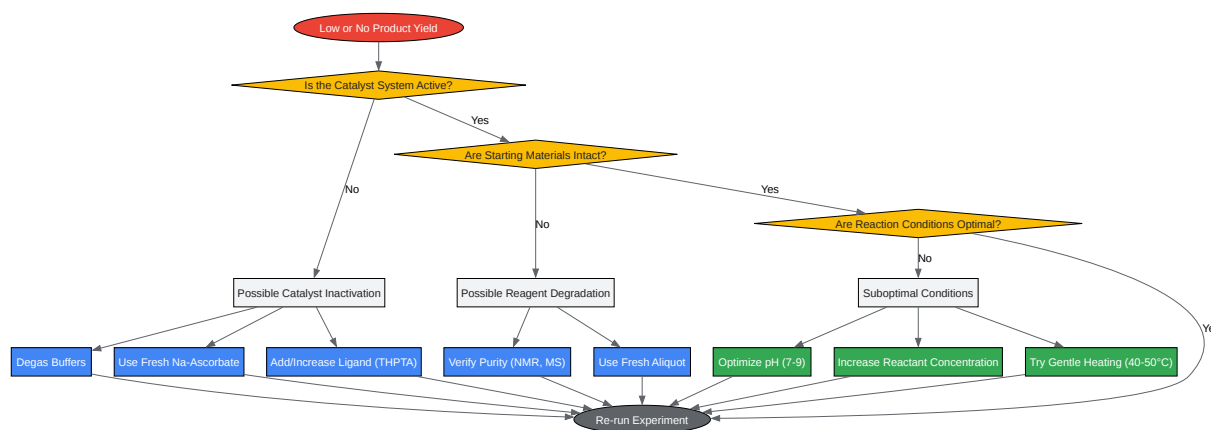 Low or No Product Yield
Is the Catalyst System Active?
Yes
Are Starting Materials Intact?
No
Yes
Are Reaction Conditions Optimal?
No
No
Possible Catalyst Inactivation
Possible Reagent Degradation
Suboptimal Conditions
Degas Buffers
Use Fresh Na-Ascorbate
Add/Increase Ligand (THPTA)
Verify Purity (NMR, MS)
Use Fresh Aliquot
Optimize pH (7-9)
Increase Reactant Concentration
Try Gentle Heating (40-50°C)
Re-run Experiment